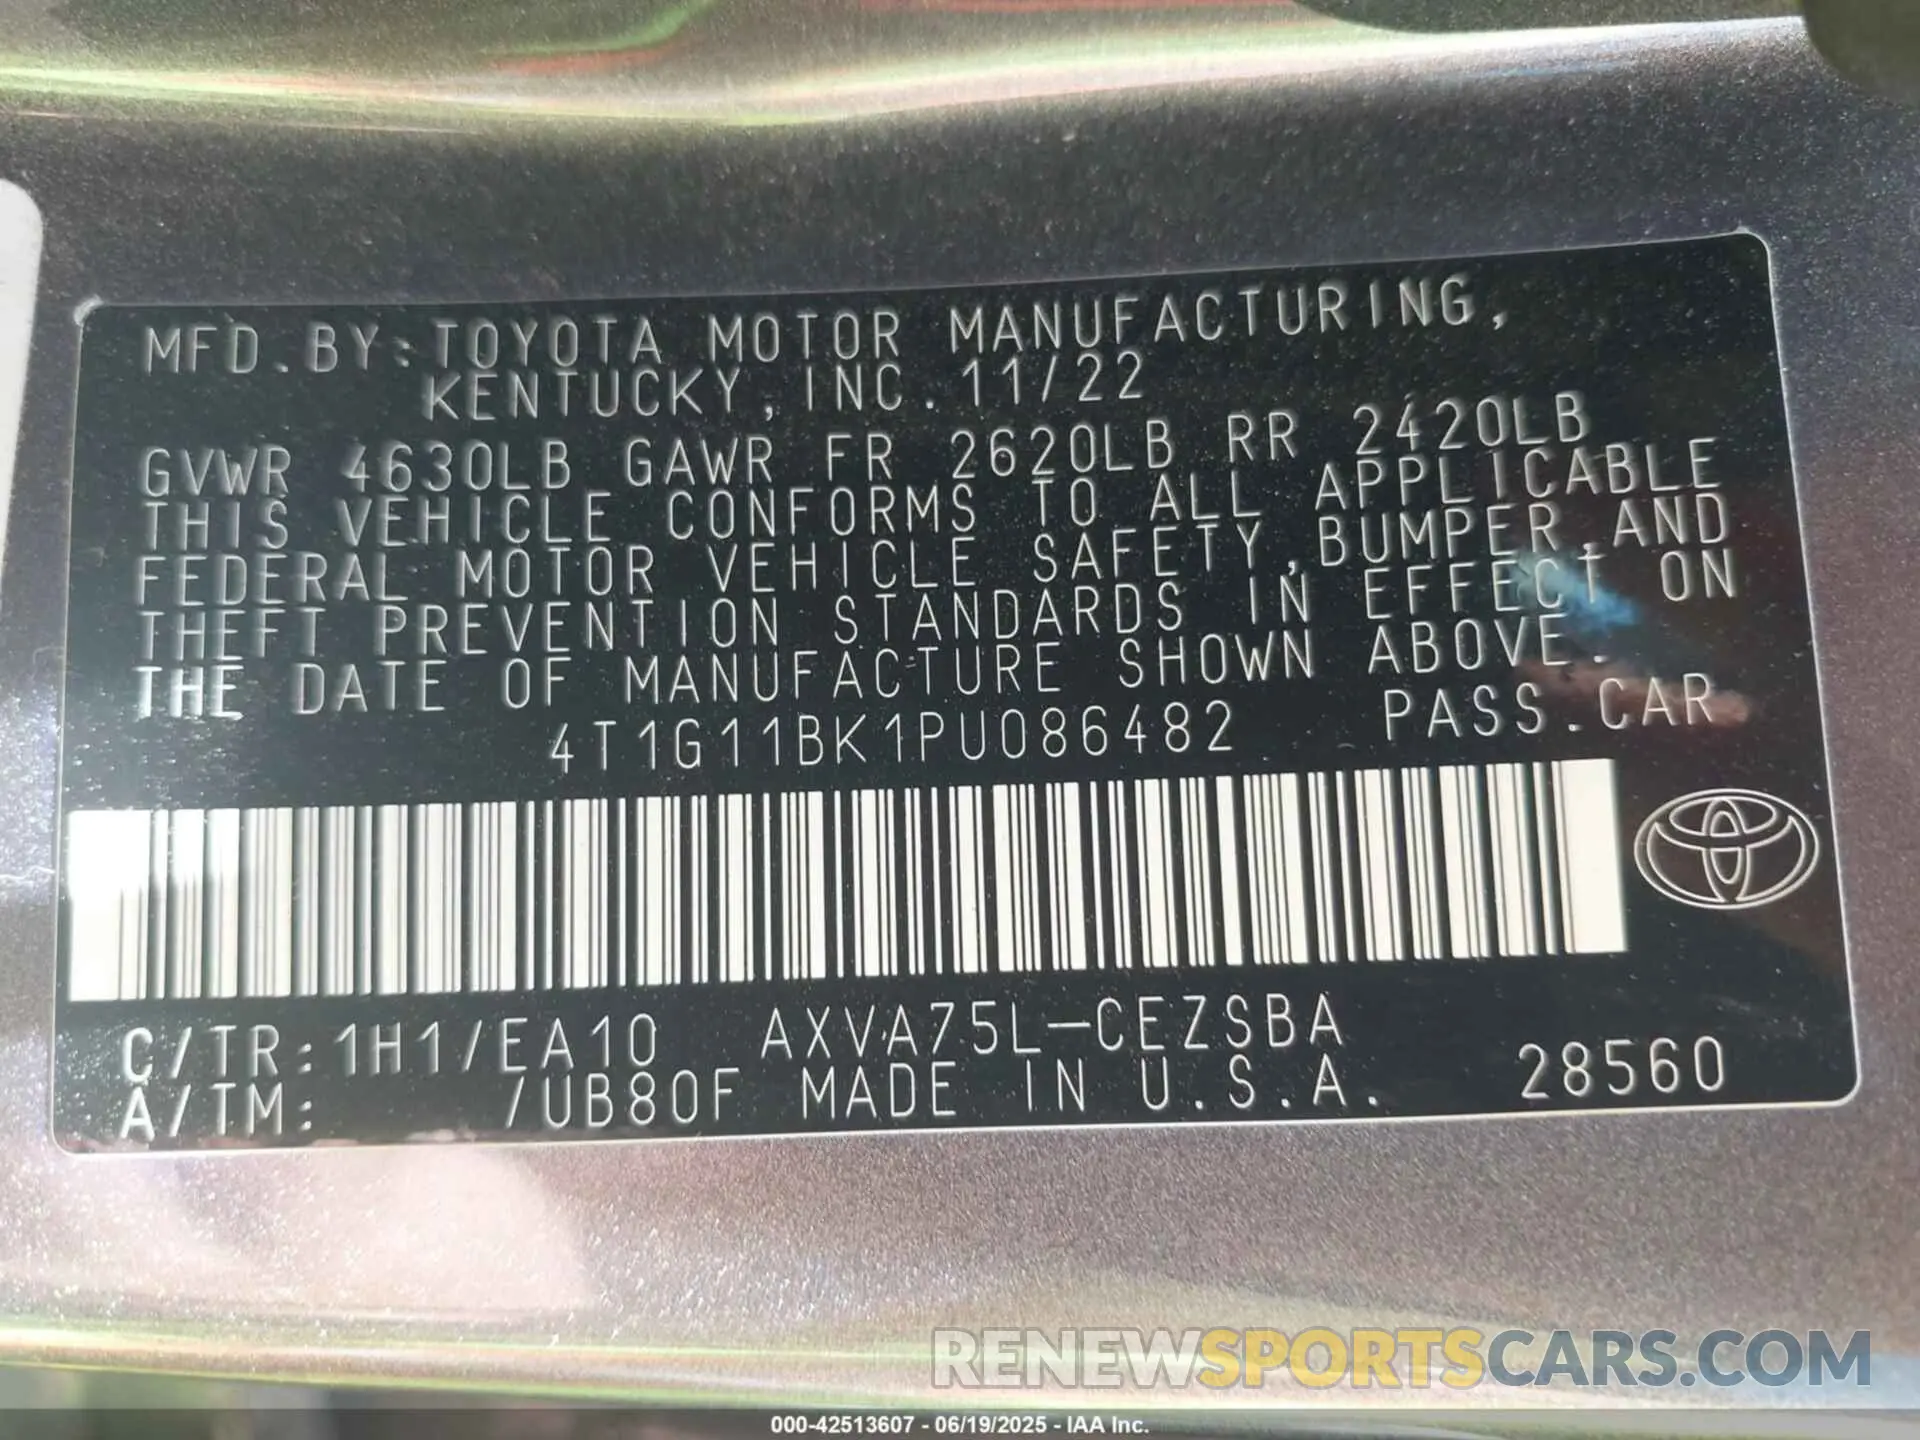 MFD. BY: TOYOTA MOTOR MANUFACTURING,
KENTUCKY, INC. 11/22
GVWR 4630LB GAWR FR 2620LB RR 2420LB
THIS VEHICLE CONFORMS TO ALL APPLICABLE
FEDERAL MOTOR VEHICLE SAFETY, BUMPER, AND
THEFT PREVENTION STANDARDS IN EFFECT ON
THE DATE OF MANUFACTURE SHOWN ABOVE.
4T1G11BK1PU086482 PASS. CAR
C/TR: 1H1/EA10 AXVA75L-CEZSBA
A/TM: /UB80F MADE IN U.S.A. 28560
RENEWSPORTSCARS.COM
000-42513607 - 06/19/2025 - IAA Inc.